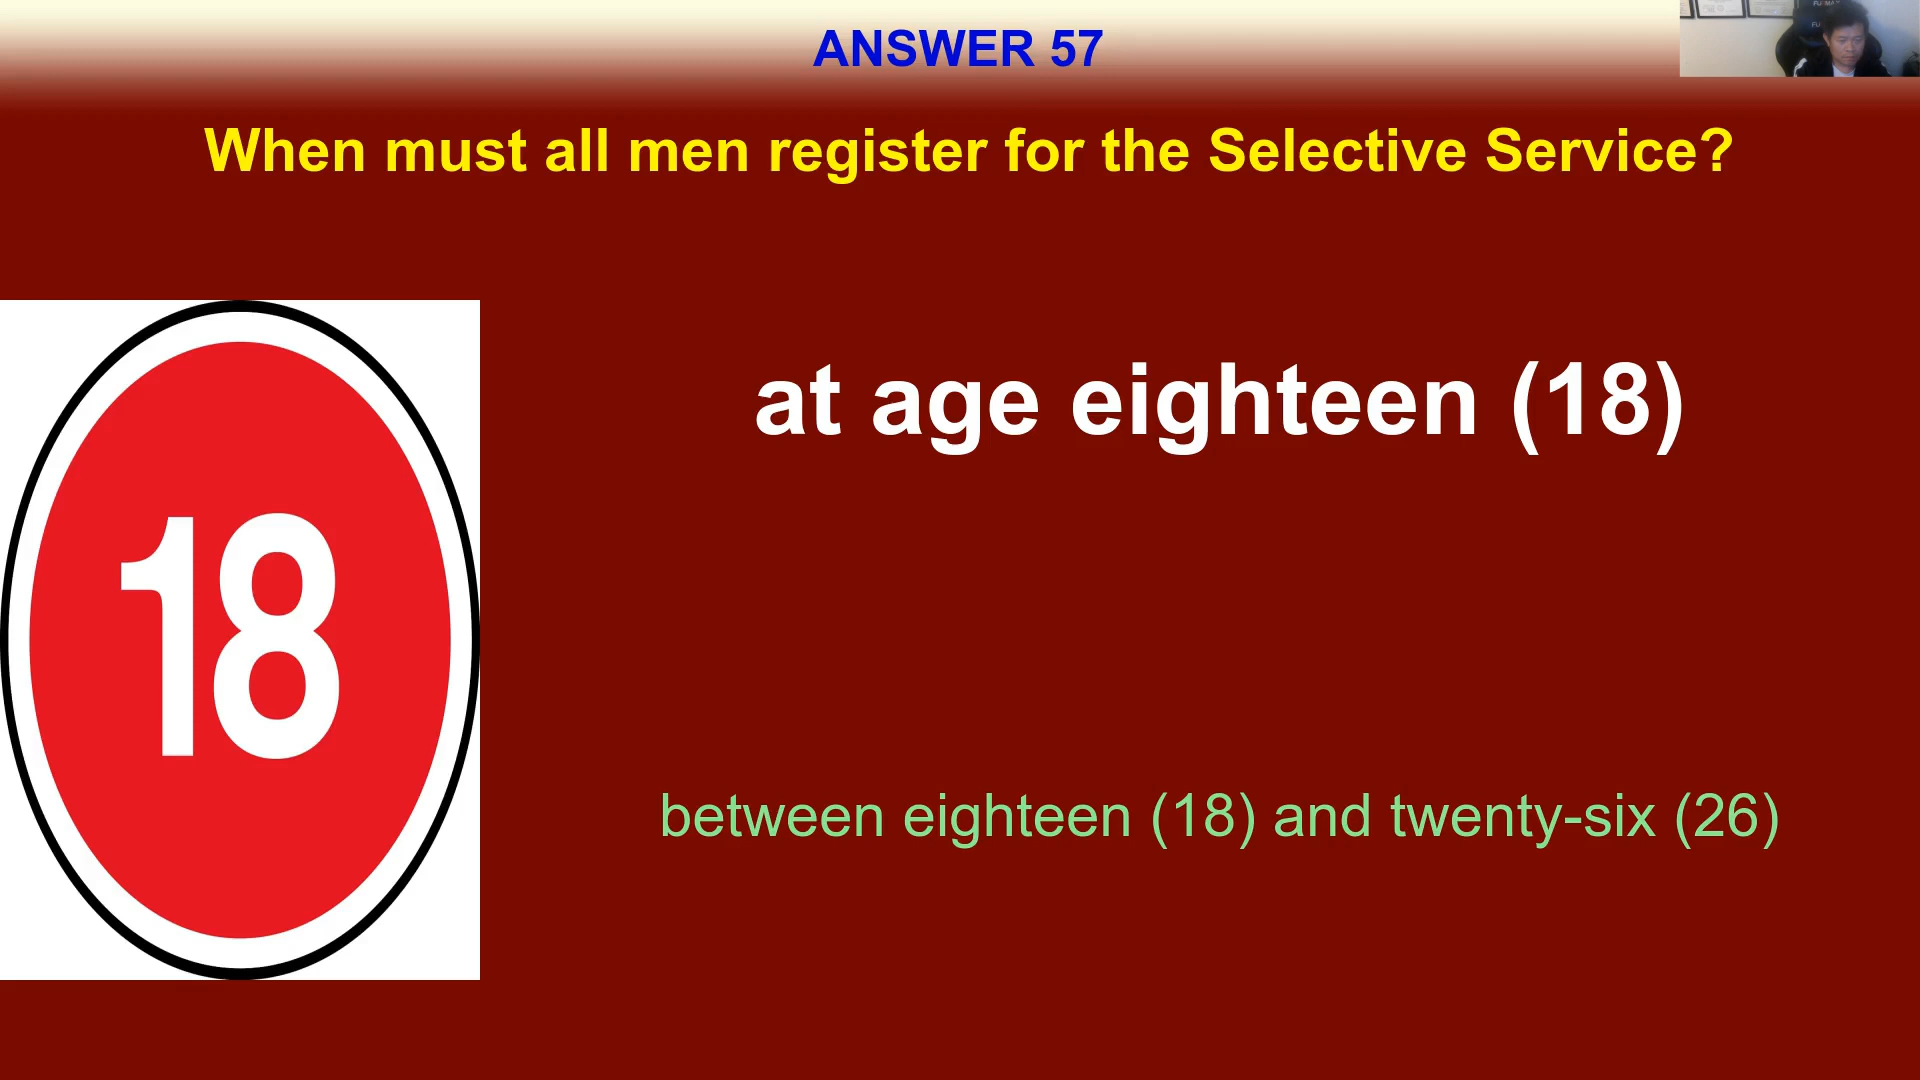 ANSWER 57
When must all men register for the Selective Service?
at age eighteen (18)
18
between eighteen (18) and twenty-six (26)